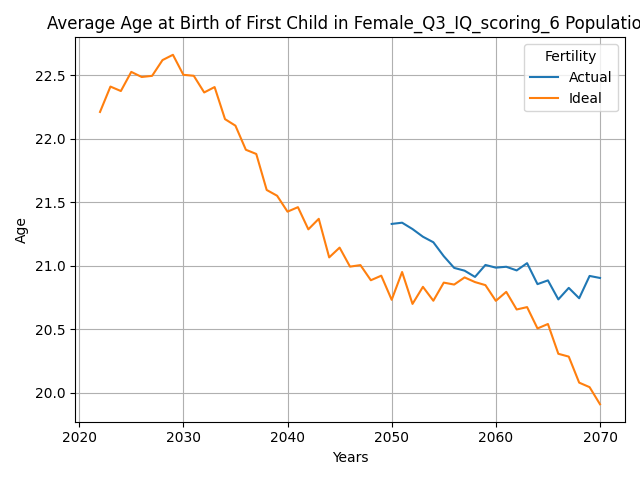 Average Age at Birth of First Child in Female_Q3_IQ_scoring_6 Populatio
Fertility
Actual
Ideal
22.5
22.0
21.5
21.0
20.5
20.0
Age
2020
2030
2040
2050
2060
2070
Years